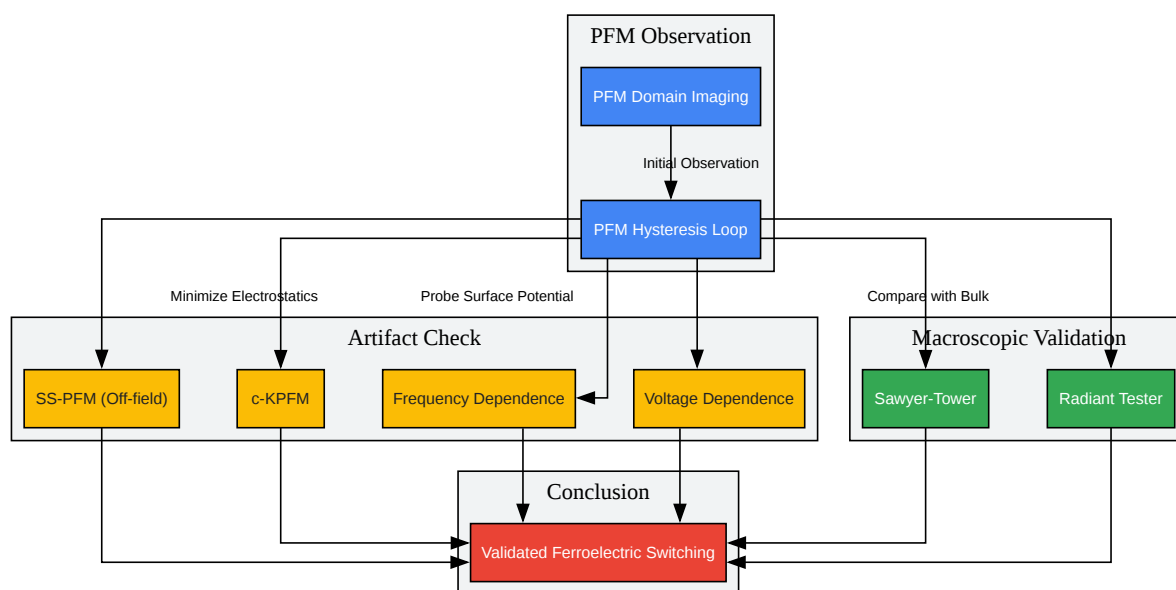 PFM Observation
PFM Domain Imaging
Initial Observation
PFM Hysteresis Loop
Minimize Electrostatics
Probe Surface Potential
Compare with Bulk
Artifact Check
Macroscopic Validation
SS-PFM (Off-field)
c-KPFM
Frequency Dependence
Voltage Dependence
Sawyer-Tower
Radiant Tester
Conclusion
Validated Ferroelectric Switching